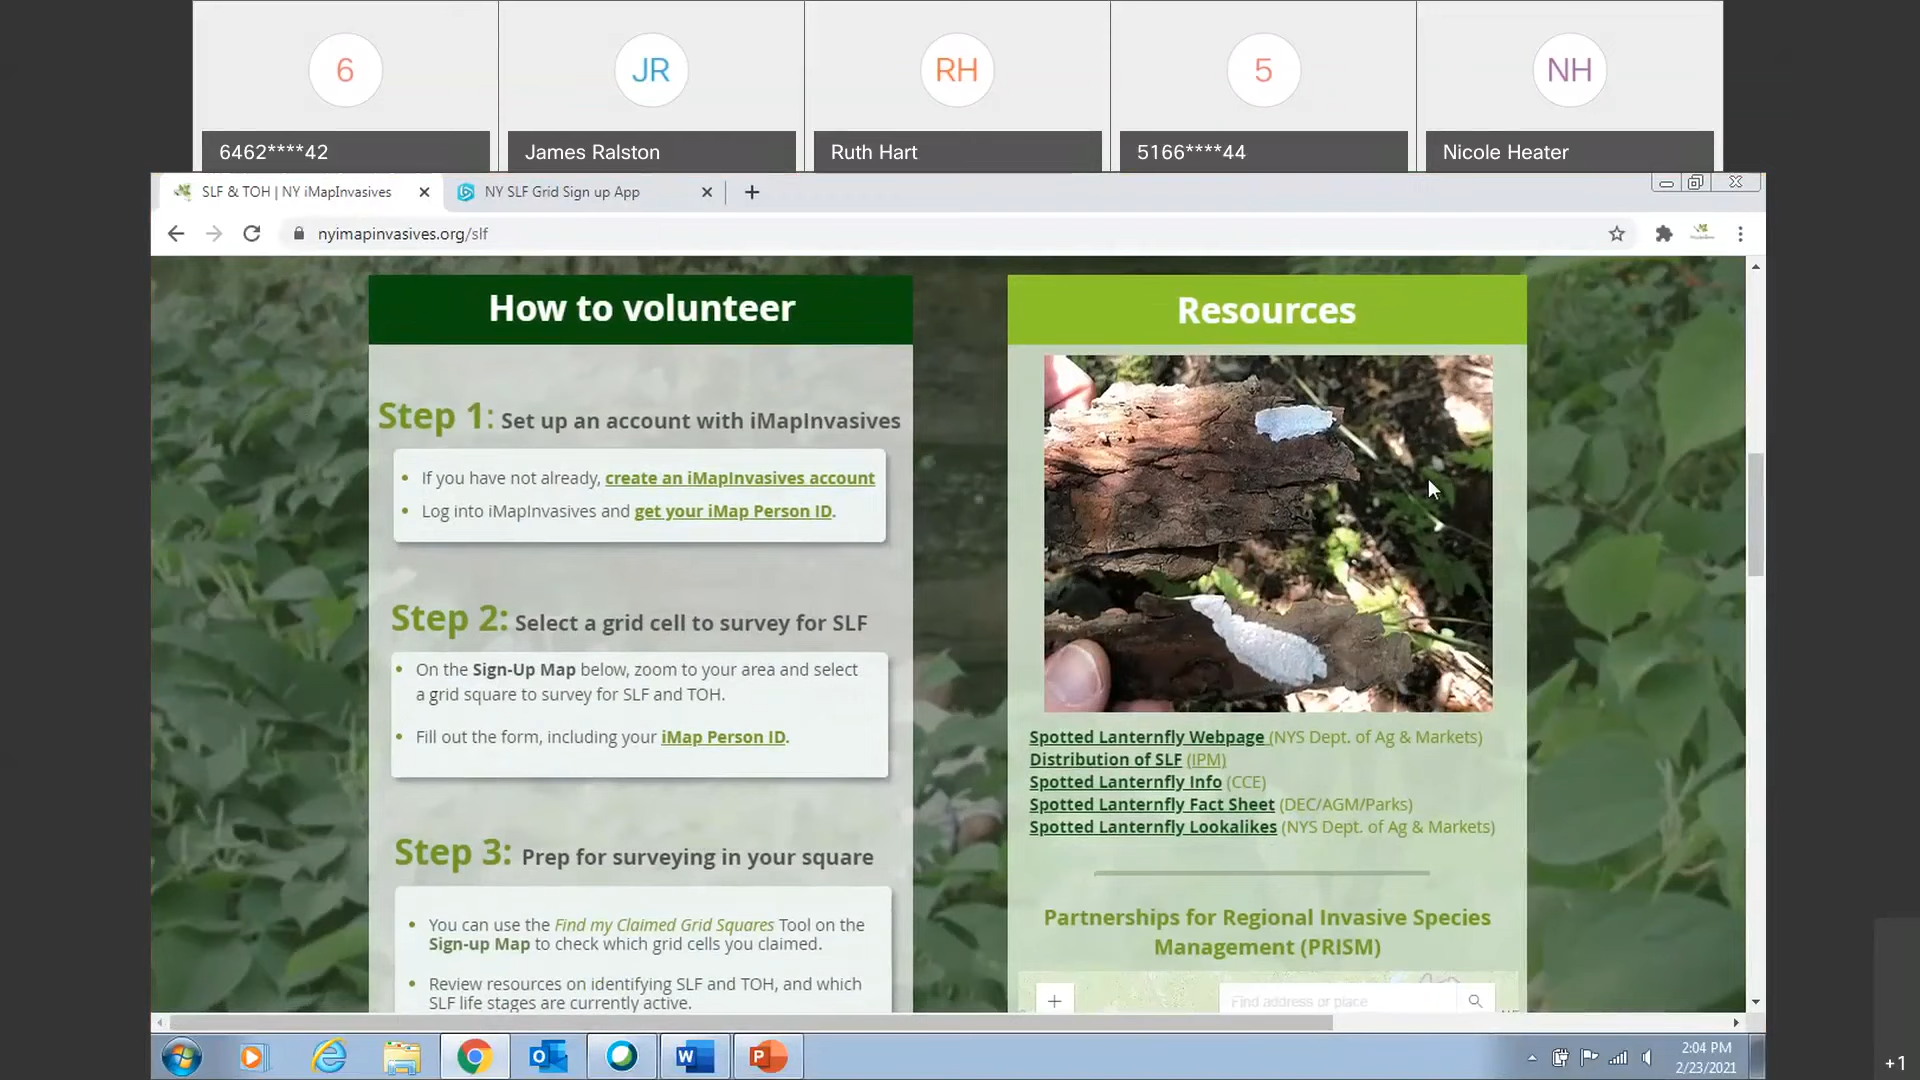 6
JR
RH
5
NH
6462****42
James Ralston
Ruth Hart
5166****44
Nicole Heater
SLF & TOH | NY iMapInvasives
NY SLF Grid Sign up App
nyimapinvasives.org/slf
How to volunteer
Step 1: Set up an account with iMapInvasives
• If you have not already, create an iMapInvasives account
• Log into iMapInvasives and get your iMap Person ID.
Step 2: Select a grid cell to survey for SLF
• On the Sign-Up Map below, zoom to your area and select
a grid square to survey for SLF and TOH.
• Fill out the form, including your iMap Person ID.
Step 3: Prep for surveying in your square
• You can use the Find my Claimed Grid Squares Tool on the
Sign-up Map to check which grid cells you claimed.
• Review resources on identifying SLF and TOH, and which
SLF life stages are currently active.
Resources
Spotted Lanternfly Webpage (NYS Dept. of Ag & Markets)
Distribution of SLF (IPM)
Spotted Lanternfly Info (CCE)
Spotted Lanternfly Fact Sheet (DEC/AGM/Parks)
Spotted Lanternfly Lookalikes (NYS Dept. of Ag & Markets)
Partnerships for Regional Invasive Species
Management (PRISM)
+
Find address or place
2:04 PM
2/23/2021
+1